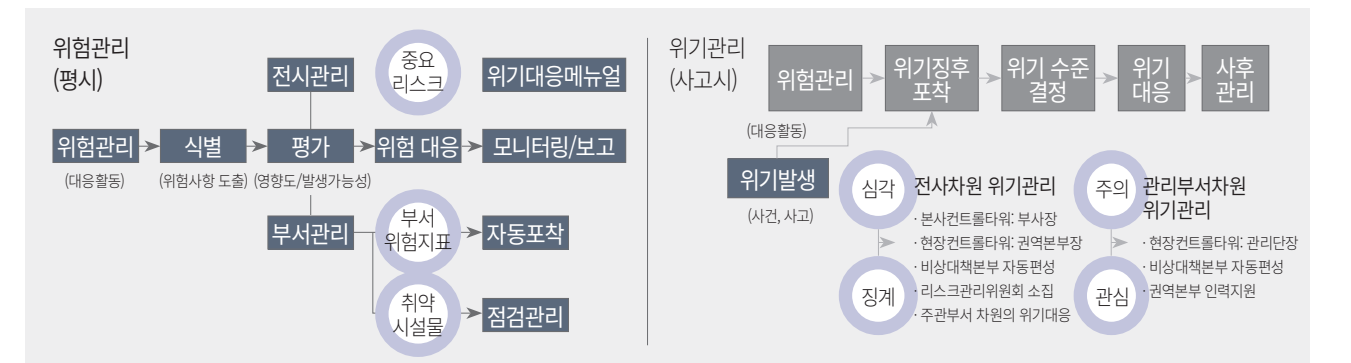 위험관리
(평시)
전시관리
중요
리스크
위기대응메뉴얼
위험관리
식별
평가
위험 대응
모니터링/보고
(대응활동)
(위험사항 도출)
(영향도/발생가능성)
부서관리
부서
위험지표
자동포착
취약
시설물
점검관리
위기관리
(사고시)
위험관리
위기징후
포착
위기 수준
결정
위기
대응
사후
관리
(대응활동)
위기발생
(사건, 사고)
심각
징계
전사차원 위기관리
· 본사컨트롤타워: 부사장
· 현장컨트롤타워: 권역본부장
· 비상대책본부 자동편성
· 리스크관리위원회 소집
· 주관부서 차원의 위기대응
주의
관심
관리부서차원
위기관리
· 현장컨트롤타워: 관리단장
· 비상대책본부 자동편성
· 권역본부 인력지원